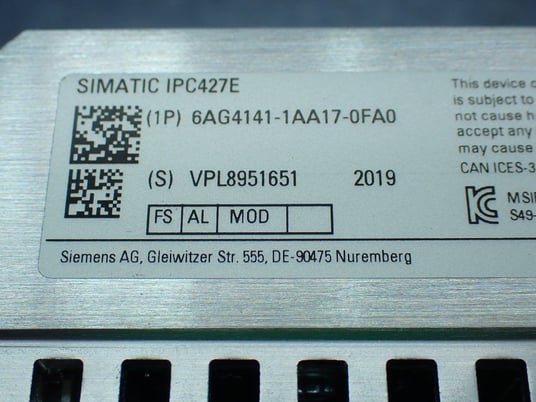 SIMATIC IPC427E
(1P) 6AG4141-1AA17-0FA0
(S) VPL8951651 2019
FS AL MOD
Siemens AG, Gleiwitzer Str. 555, DE-90475 Nuremberg
This device
is subject to
not cause
accept any
may cause
CAN ICES-3
S49-